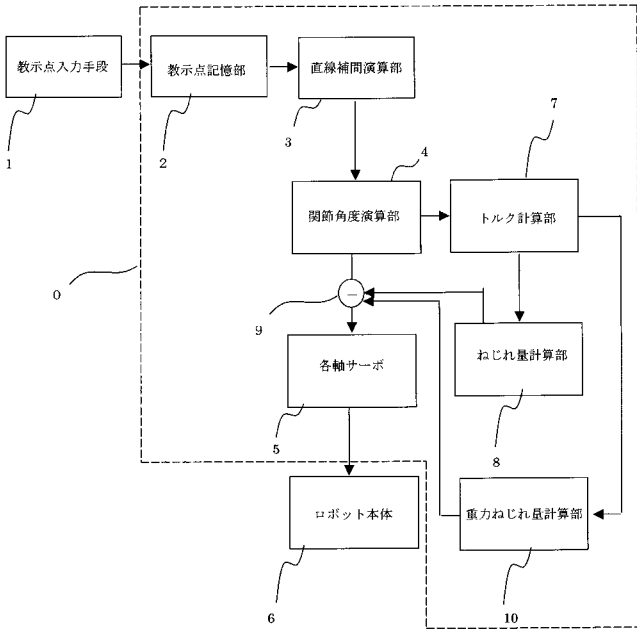 教示点入力手段
教示点記憶部
直線補間演算部
1
2
3
4
7
関節角度演算部
トルク計算部
0
9
−
各軸サーボ
ねじれ量計算部
5
8
ロボット本体
重力ねじれ量計算部
6
10